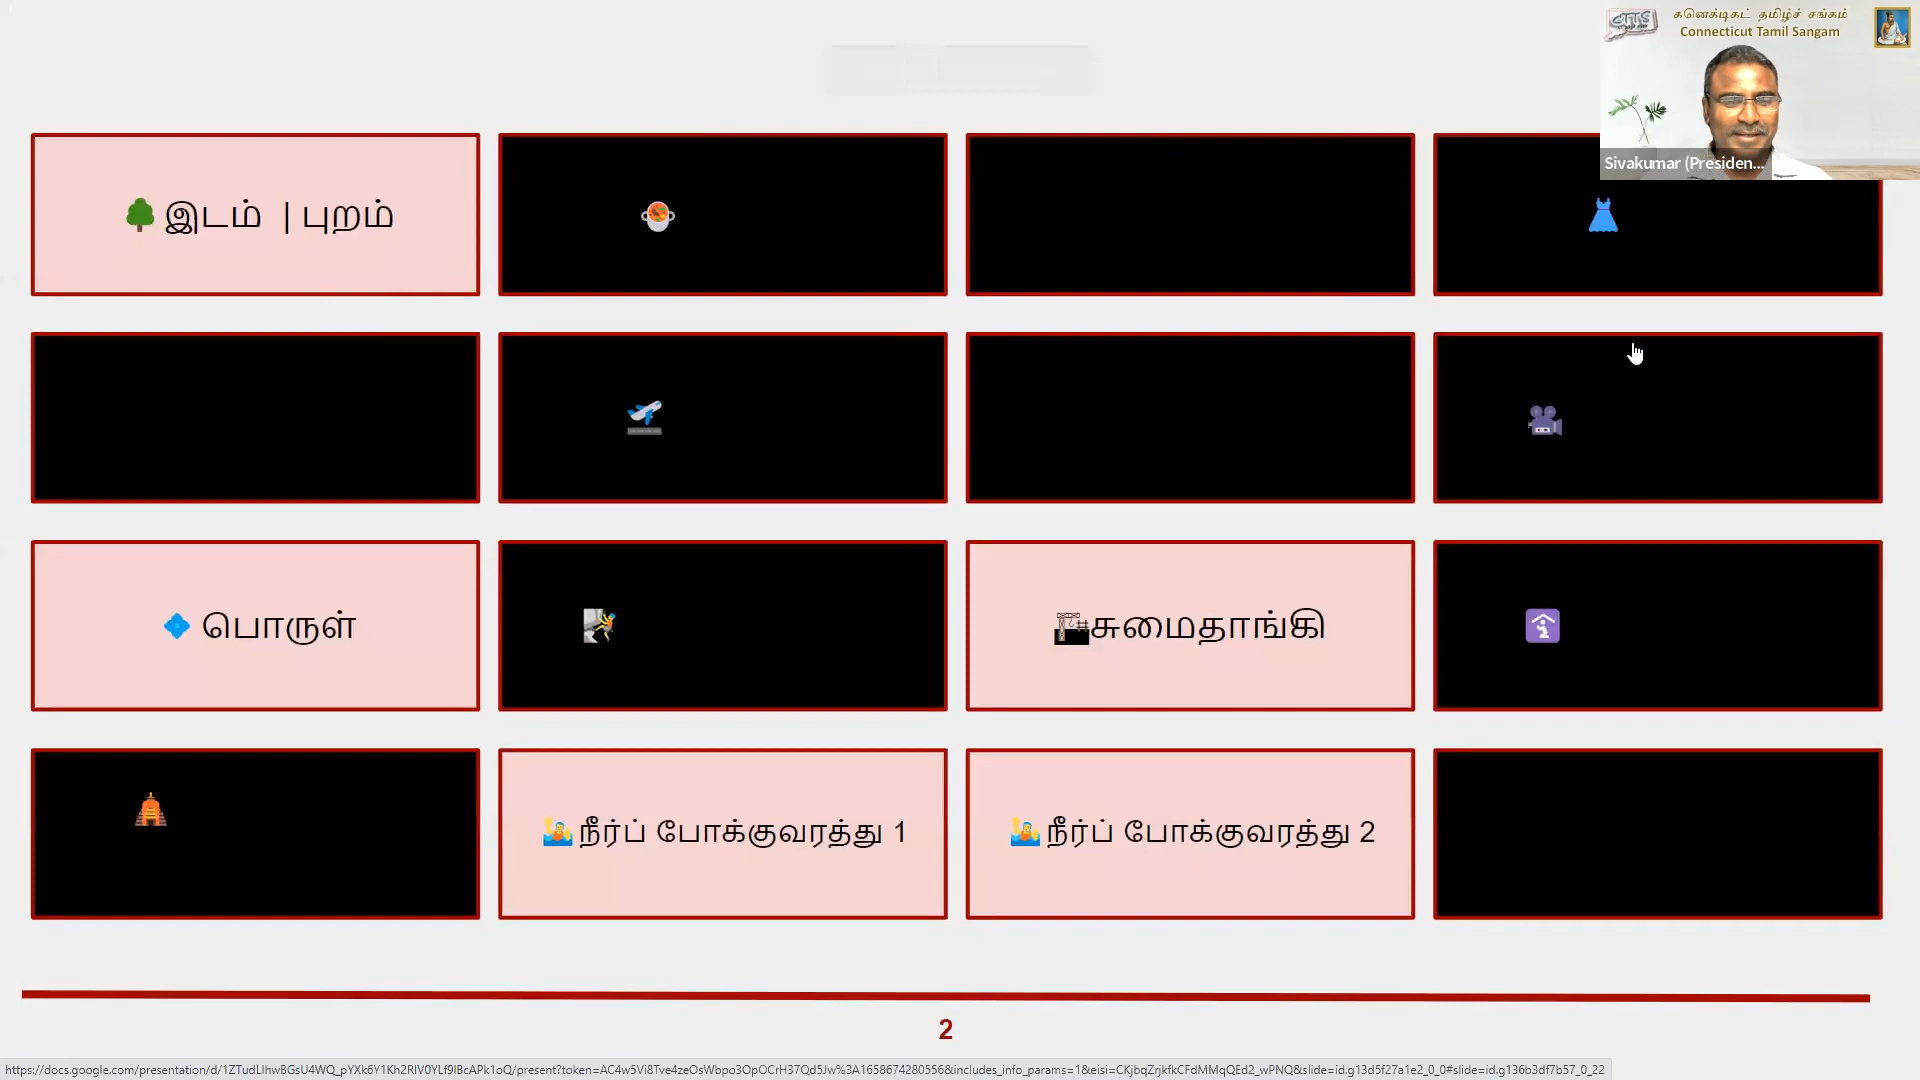 கனெக்டிகட் தமிழ்ச் சங்கம்
Connecticut Tamil Sangam
Sivakumar (Presiden...
இடம் | புறம்
பொருள்
சுமைதாங்கி
நீர்ப் போக்குவரத்து 1
நீர்ப் போக்குவரத்து 2
2
https://docs.google.com/presentation/d/1ZTudLlhwBGsU4WQ_pYXk6Y1Kh2RlV0YLf9lBcAPk1oQ/present?token=AC4w5Vi8Tve4zeOsWbpo3OpOCrH37Qd5Jw%3A1658674280556&includes_info_params=1&eisi=CKjbqZrjkfkCFdMMqQEd2_wPNQ&slide=id.g13d5f27a1e2_0_0#slide=id.g136b3df7b57_0_22